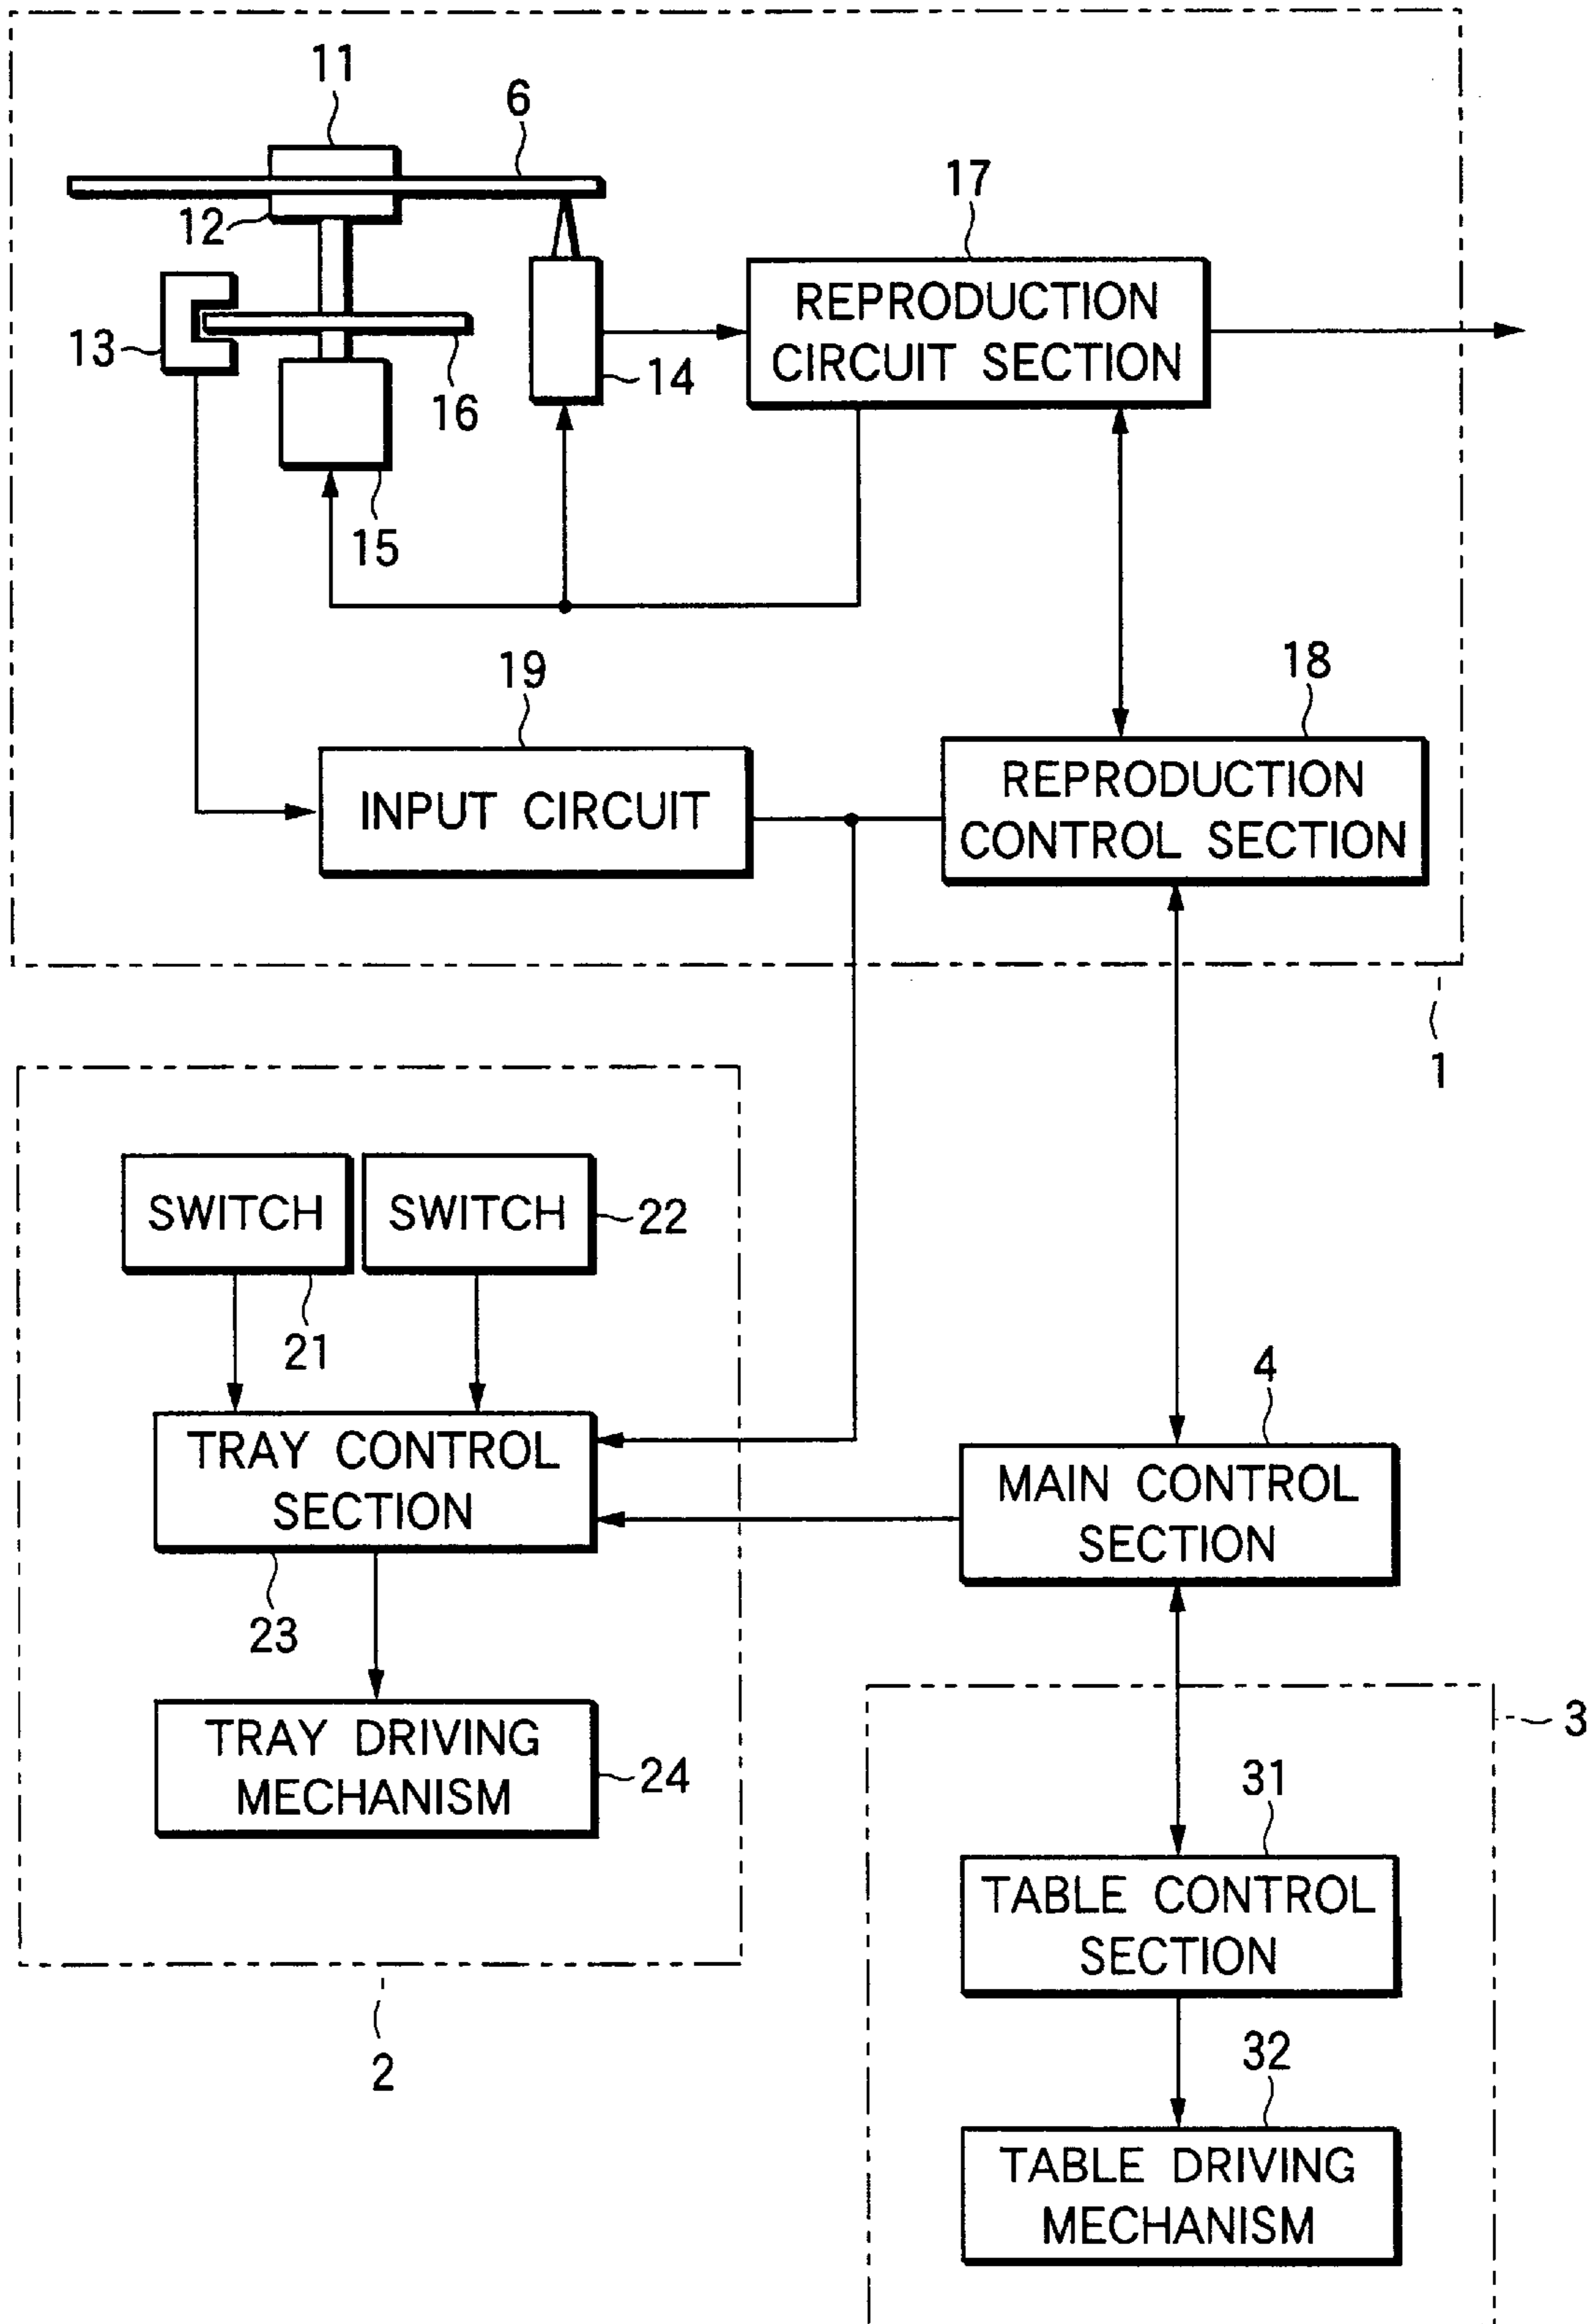 11
6
17
12
REPRODUCTION
CIRCUIT SECTION
13
14
16
15
19
18
INPUT CIRCUIT
REPRODUCTION
CONTROL SECTION
1
SWITCH
SWITCH
22
21
4
TRAY CONTROL
SECTION
MAIN CONTROL
SECTION
23
3
TRAY DRIVING
MECHANISM
24
31
TABLE CONTROL
SECTION
2
32
TABLE DRIVING
MECHANISM